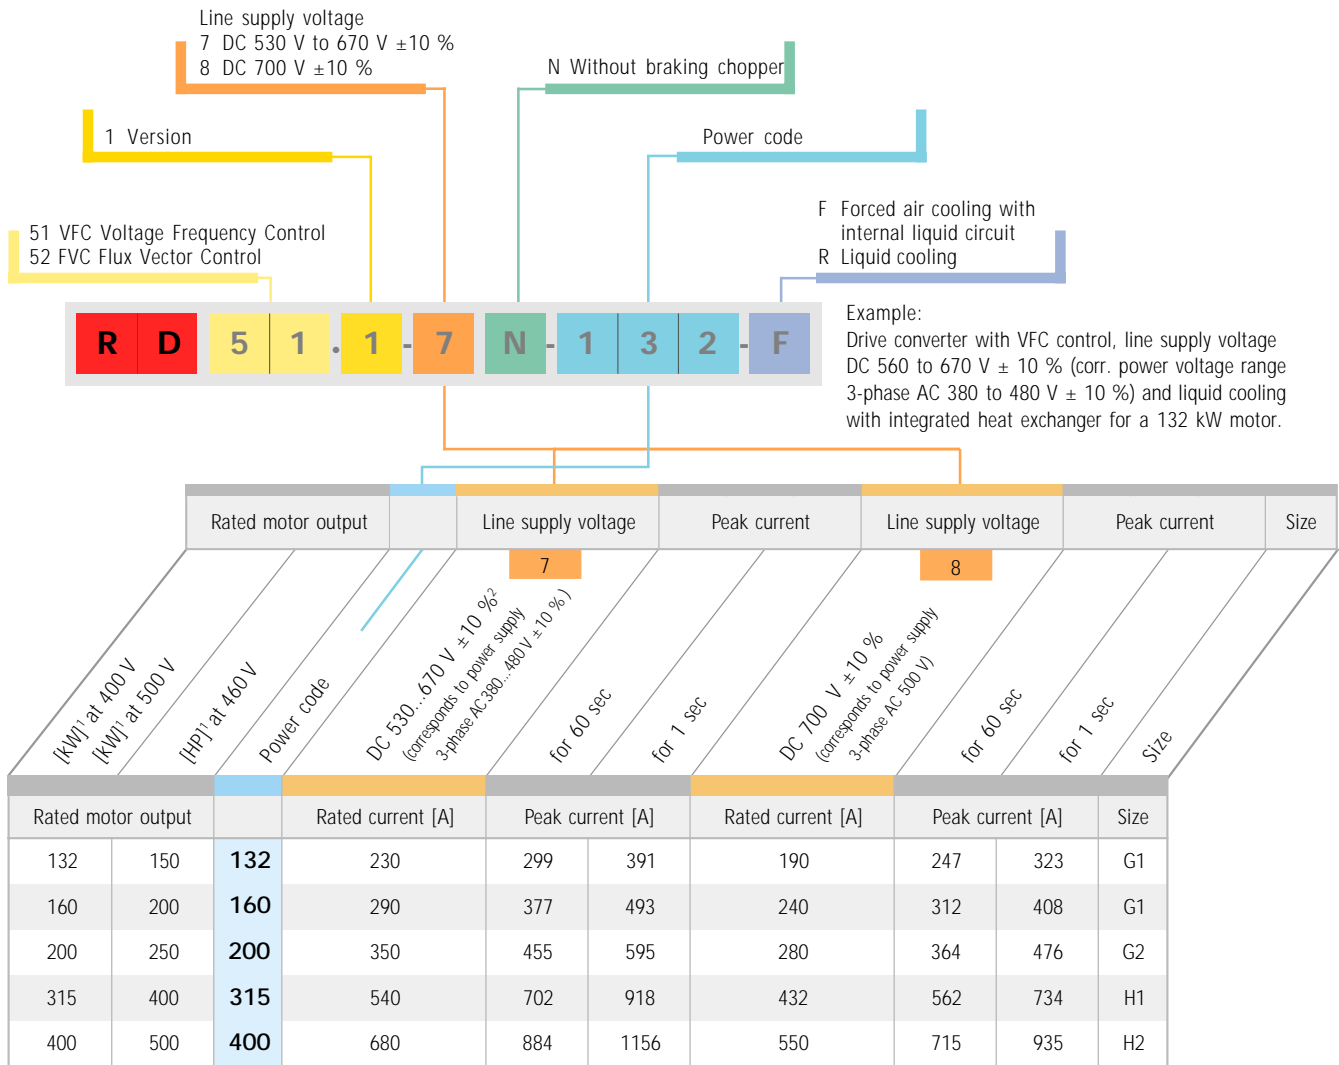 Line supply voltage
7 DC 530 V to 670 V ±10 %
8 DC 700 V ±10 %
N Without braking chopper
1 Version
Power code
51 VFC Voltage Frequency Control
52 FVC Flux Vector Control
F Forced air cooling with
internal liquid circuit
R Liquid cooling
R D 5 1 . 1 - 7 N - 1 3 2 - F
Example:
Drive converter with VFC control, line supply voltage
DC 560 to 670 V ± 10 % (corr. power voltage range
3-phase AC 380 to 480 V ± 10 %) and liquid cooling
with integrated heat exchanger for a 132 kW motor.
Rated motor output Line supply voltage Peak current Line supply voltage Peak current Size
7 8
[KW]¹ at 400 V
[KW]¹ at 500 V
[HP]¹ at 460 V
Power code
DC 530...670 V ±10 %²
(corresponds to power supply
3-phase AC 380...480 V ±10 % )
for 60 sec
for 1 sec
DC 700 V ±10 %
(corresponds to power supply
3-phase AC 500 V)
for 60 sec
for 1 sec
Size
Rated motor output Rated current [A] Peak current [A] Rated current [A] Peak current [A] Size
132 150 132 230 299 391 190 247 323 G1
160 200 160 290 377 493 240 312 408 G1
200 250 200 350 455 595 280 364 476 G2
315 400 315 540 702 918 432 562 734 H1
400 500 400 680 884 1156 550 715 935 H2